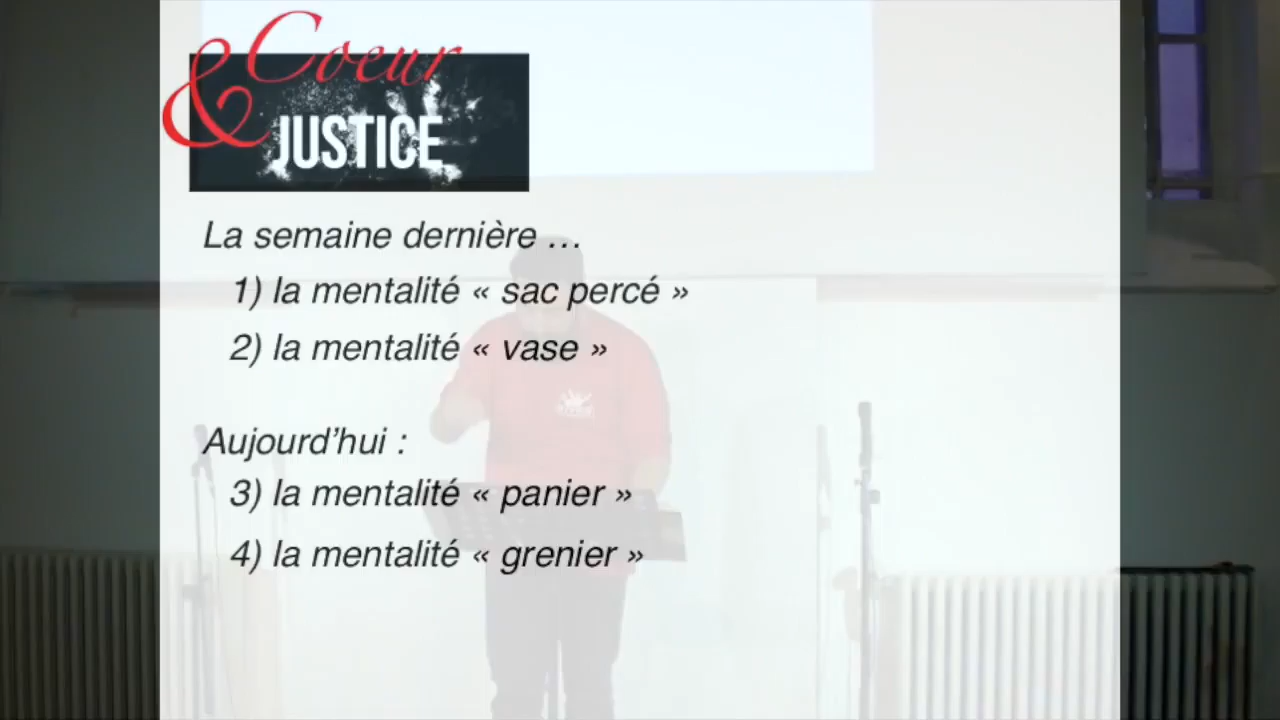 Coeur
& JUSTICE
La semaine dernière …
1) la mentalité « sac percé »
2) la mentalité « vase »
Aujourd’hui :
3) la mentalité « panier »
4) la mentalité « grenier »